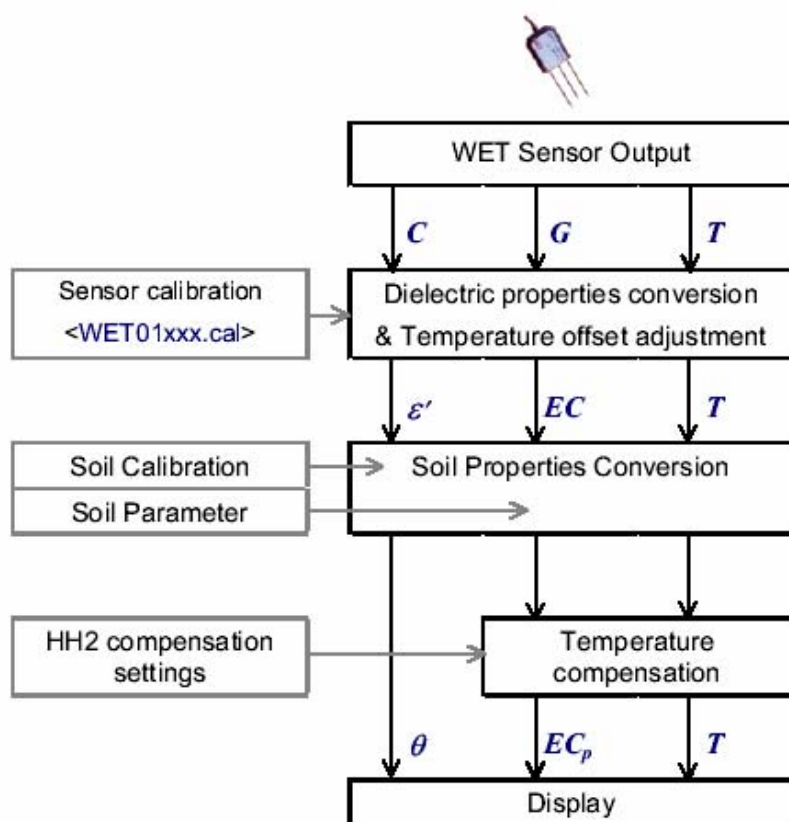 WET Sensor Output
C G T
Sensor calibration
<WET01xxx.cal>
Dielectric properties conversion
& Temperature offset adjustment
ε′ EC T
Soil Calibration
Soil Parameter
Soil Properties Conversion
HH2 compensation
settings
Temperature
compensation
θ ECp T
Display